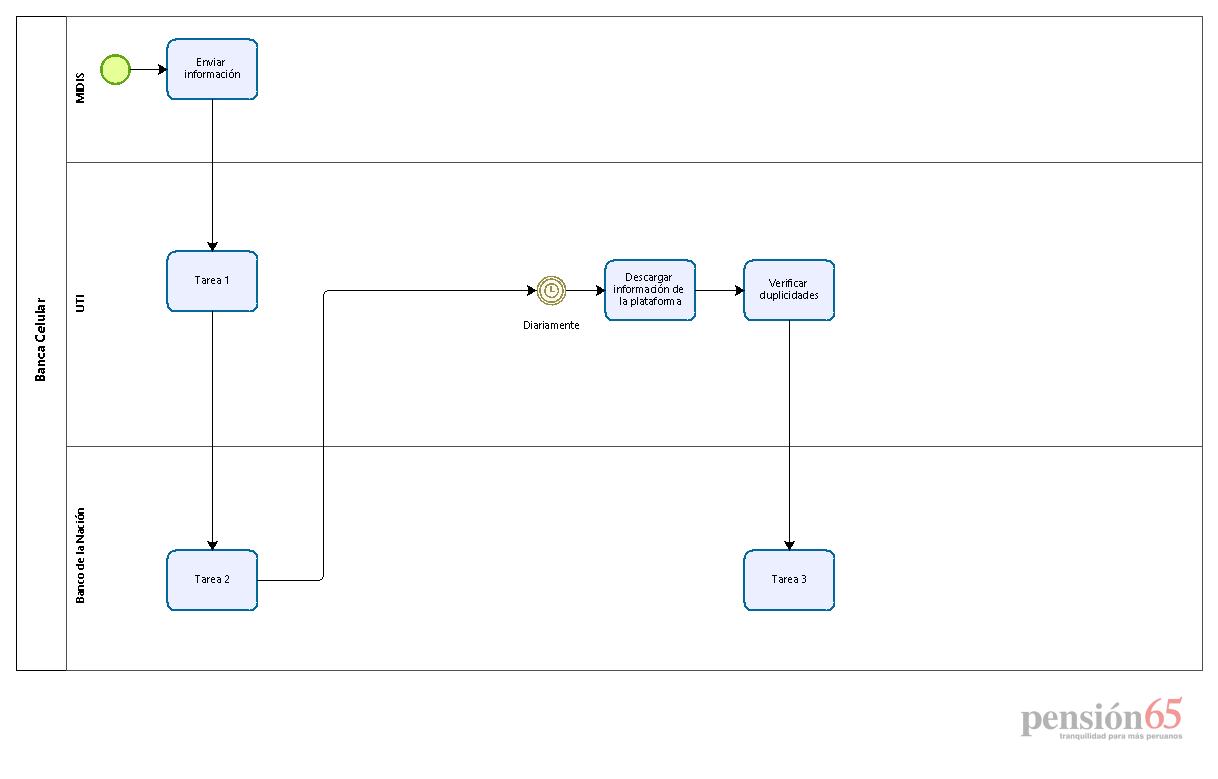 Banca Celular
MIDIS
Enviar
información
UTI
Tarea 1
Diariamente
Descargar
información de
la plataforma
Verificar
duplicidades
Banco de la Nación
Tarea 2
Tarea 3
pensión65
tranquilidad para más peruanos